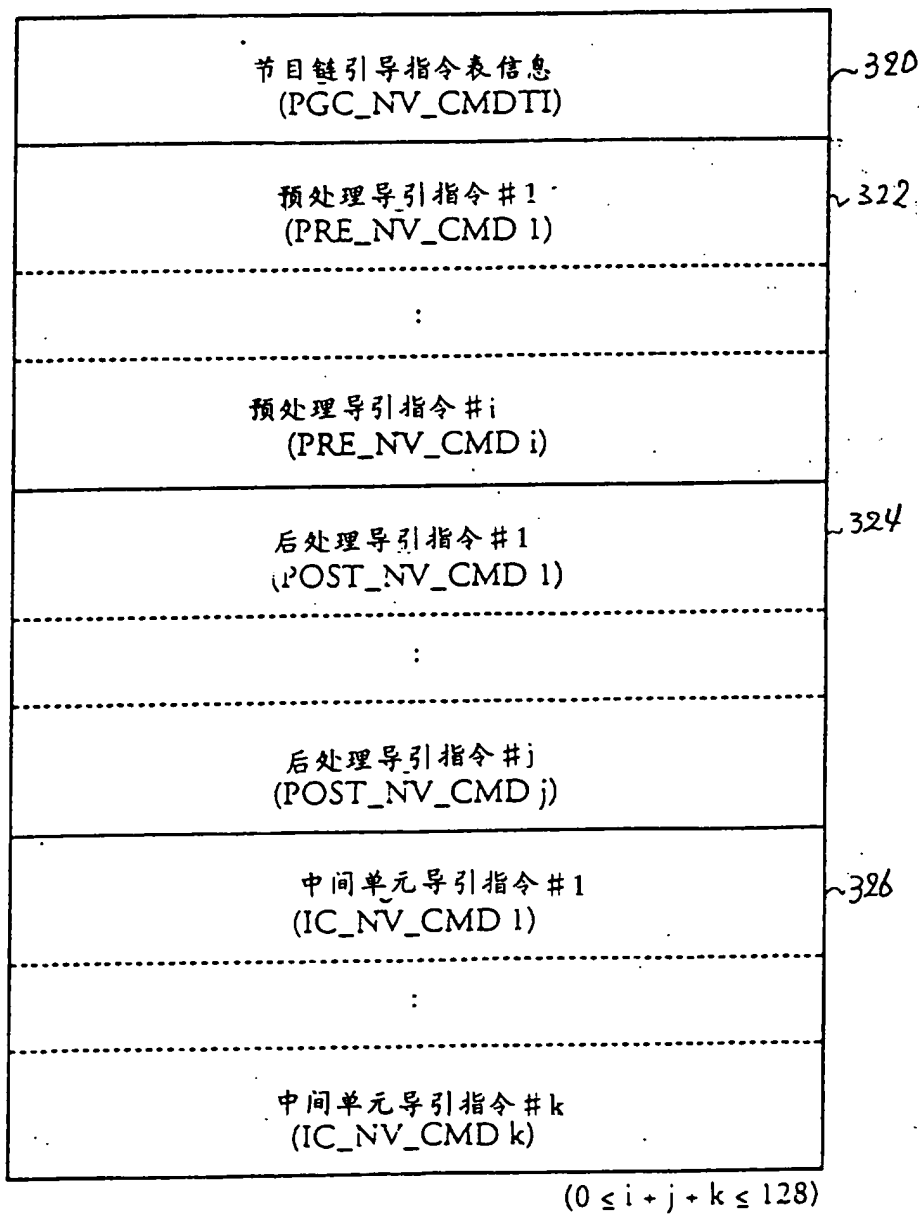 节目链引导指令表信息
(PGC_NV_CMDTI)
320
预处理导引指令 #1
(PRE_NV_CMD 1)
322
:
预处理导引指令 #i
(PRE_NV_CMD i)
后处理导引指令 #1
(POST_NV_CMD 1)
324
:
后处理导引指令 #j
(POST_NV_CMD j)
中间单元导引指令 #1
(IC_NV_CMD 1)
326
:
中间单元导引指令 #k
(IC_NV_CMD k)
(0 ≤ i + j + k ≤ 128)